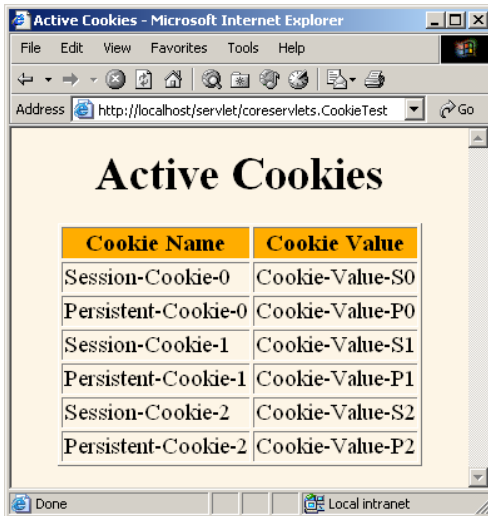 Active Cookies - Microsoft Internet Explorer
File Edit View Favorites Tools Help
Address http://localhost/servlet/coreservlets.CookieTest Go
Active Cookies
Cookie Name Cookie Value
Session-Cookie-0 Cookie-Value-S0
Persistent-Cookie-0 Cookie-Value-P0
Session-Cookie-1 Cookie-Value-S1
Persistent-Cookie-1 Cookie-Value-P1
Session-Cookie-2 Cookie-Value-S2
Persistent-Cookie-2 Cookie-Value-P2
Done Local intranet